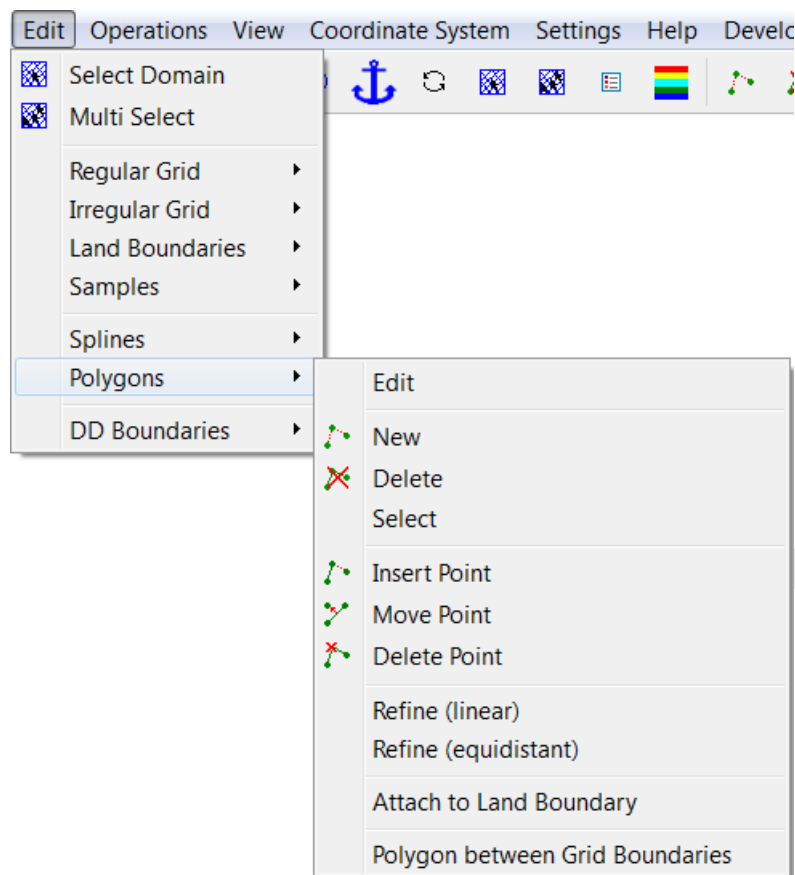 Edit Operations View Coordinate System Settings Help Develo
Select Domain
Multi Select
Regular Grid
Irregular Grid
Land Boundaries
Samples
Splines
Polygons
DD Boundaries
Edit
New
Delete
Select
Insert Point
Move Point
Delete Point
Refine (linear)
Refine (equidistant)
Attach to Land Boundary
Polygon between Grid Boundaries